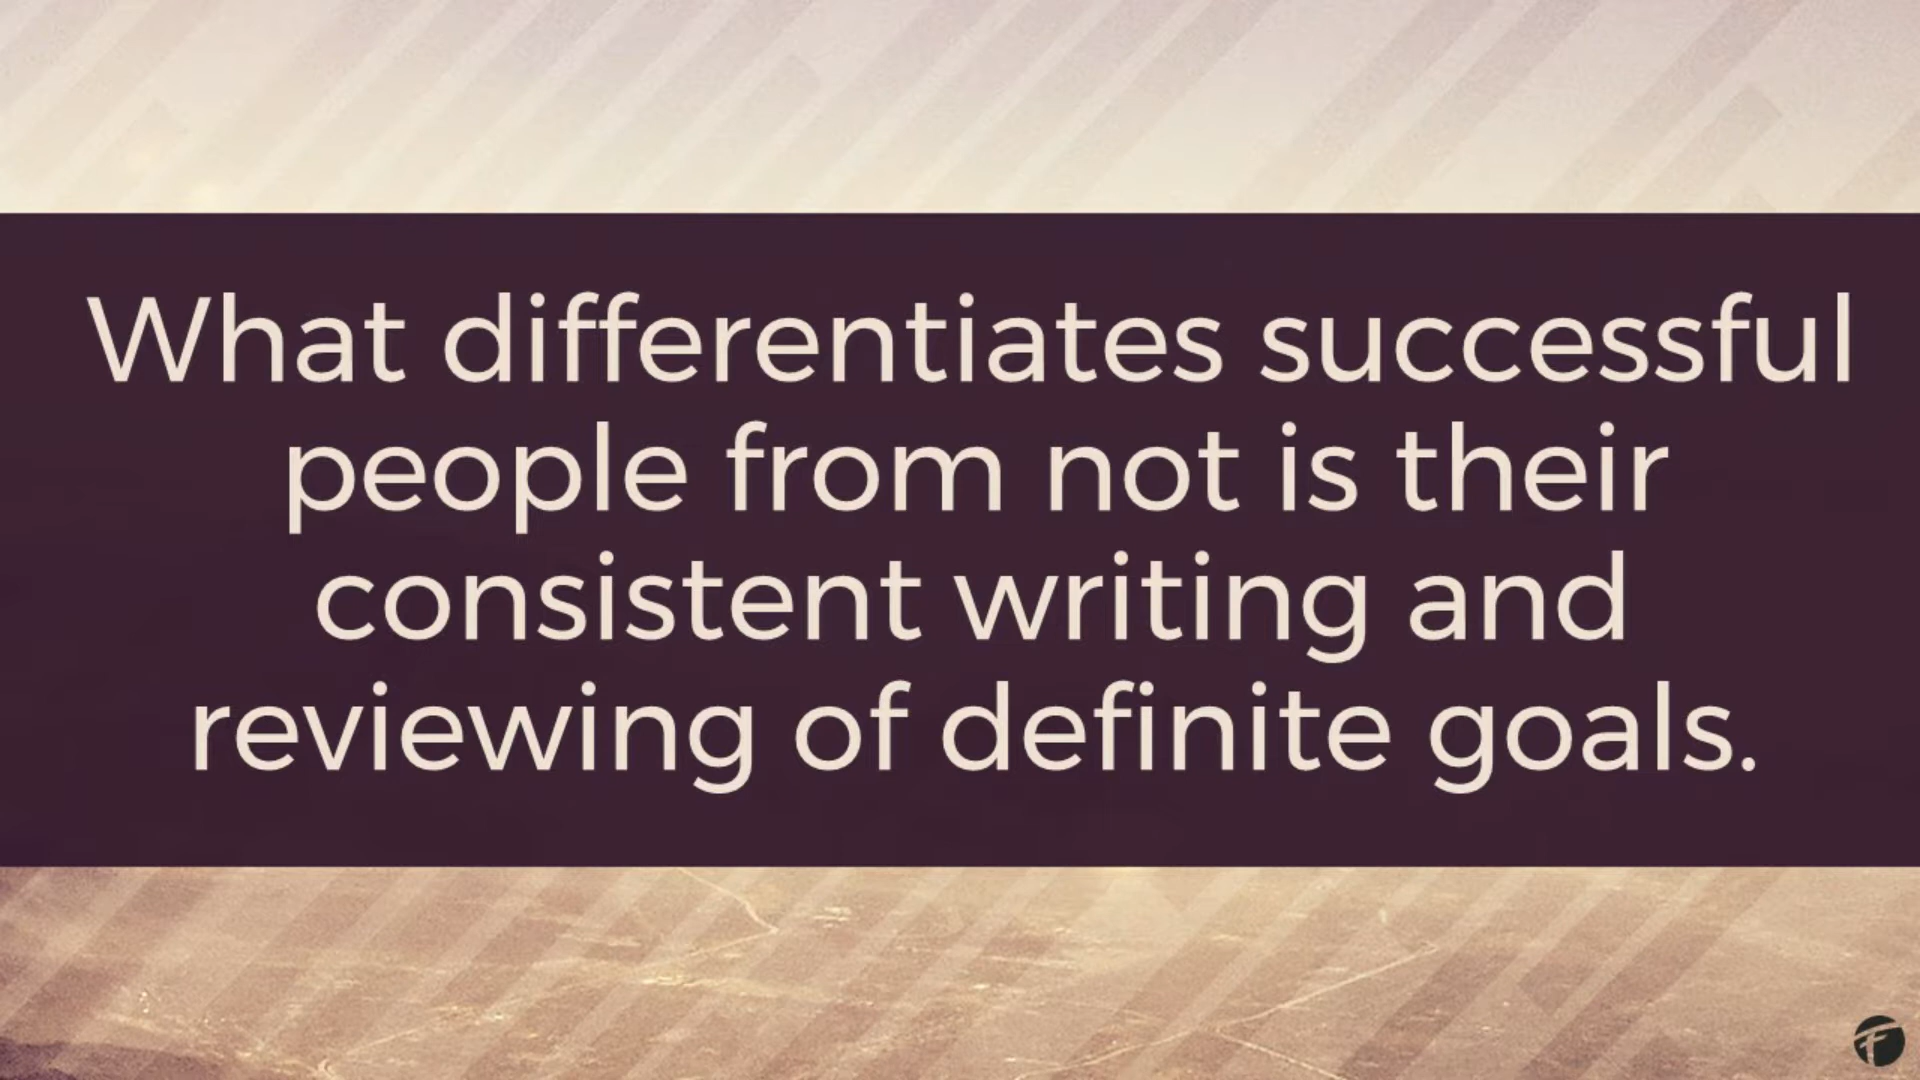 What differentiates successful
people from not is their
consistent writing and
reviewing of definite goals.